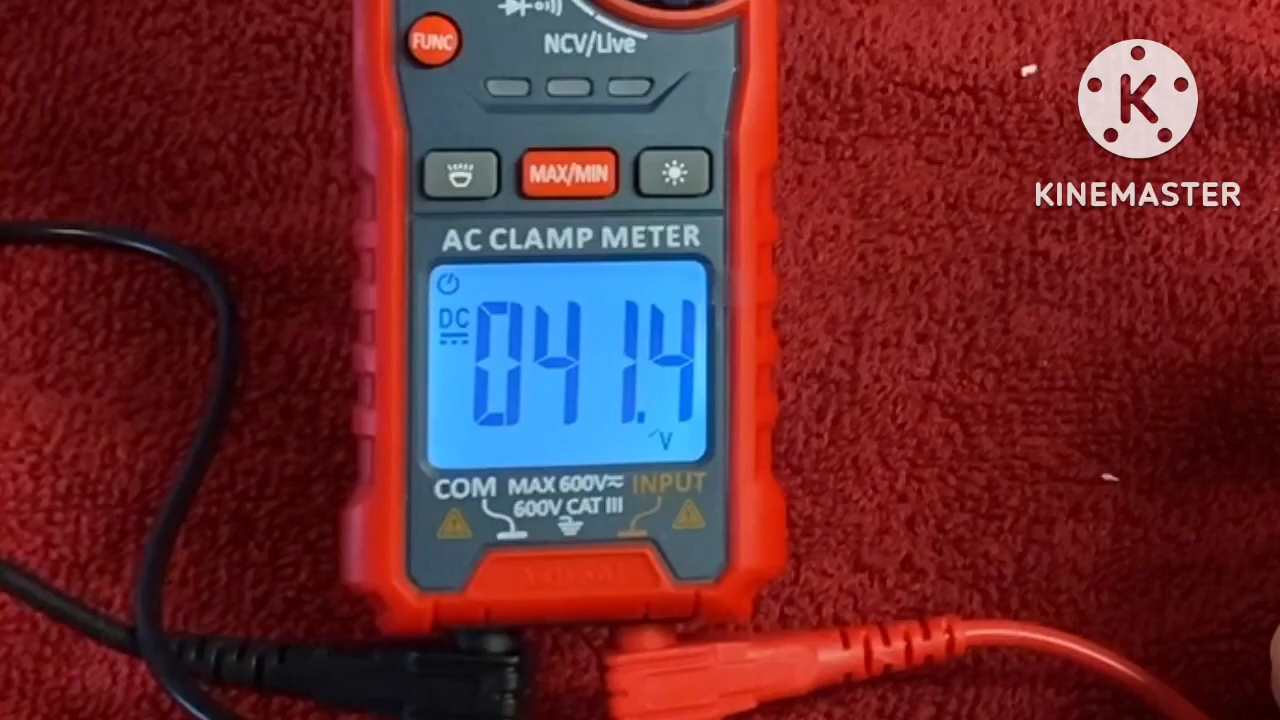 FUNC
NCV/Live
MAX/MIN
AC CLAMP METER
DC
041.4
V
COM MAX 600V≂ INPUT
600V CAT III
K
KINEMASTER